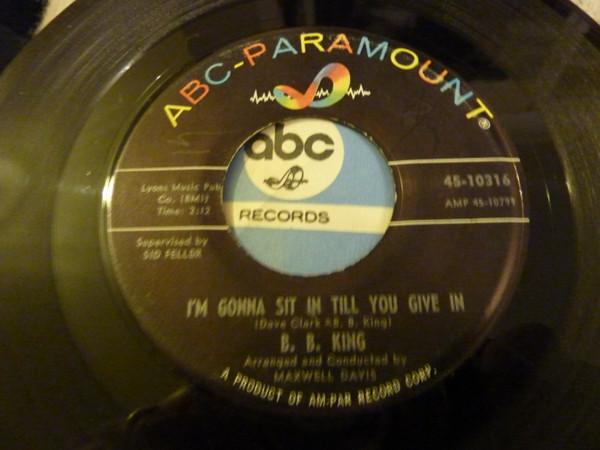 ABC-PARAMOUNT®
abc
RECORDS
Lyons Music Pub.
Co. (BMI)
Time: 2:12
45-10316
AMP 45-10799
Supervised by
SID FELLER
I'M GONNA SIT IN TILL YOU GIVE IN
(Dave Clark &B. B. King)
B. B. KING
Arranged and Conducted by
MAXWELL DAVIS
A PRODUCT OF AM-PAR RECORD CORP.